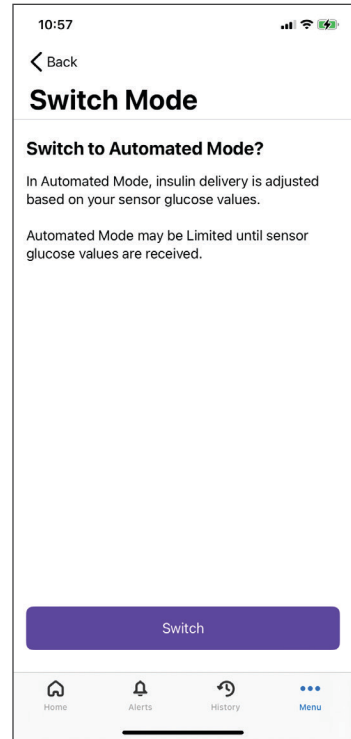 10:57
Back
Switch Mode
Switch to Automated Mode?
In Automated Mode, insulin delivery is adjusted
based on your sensor glucose values.
Automated Mode may be Limited until sensor
glucose values are received.
Switch
Home Alerts History Menu